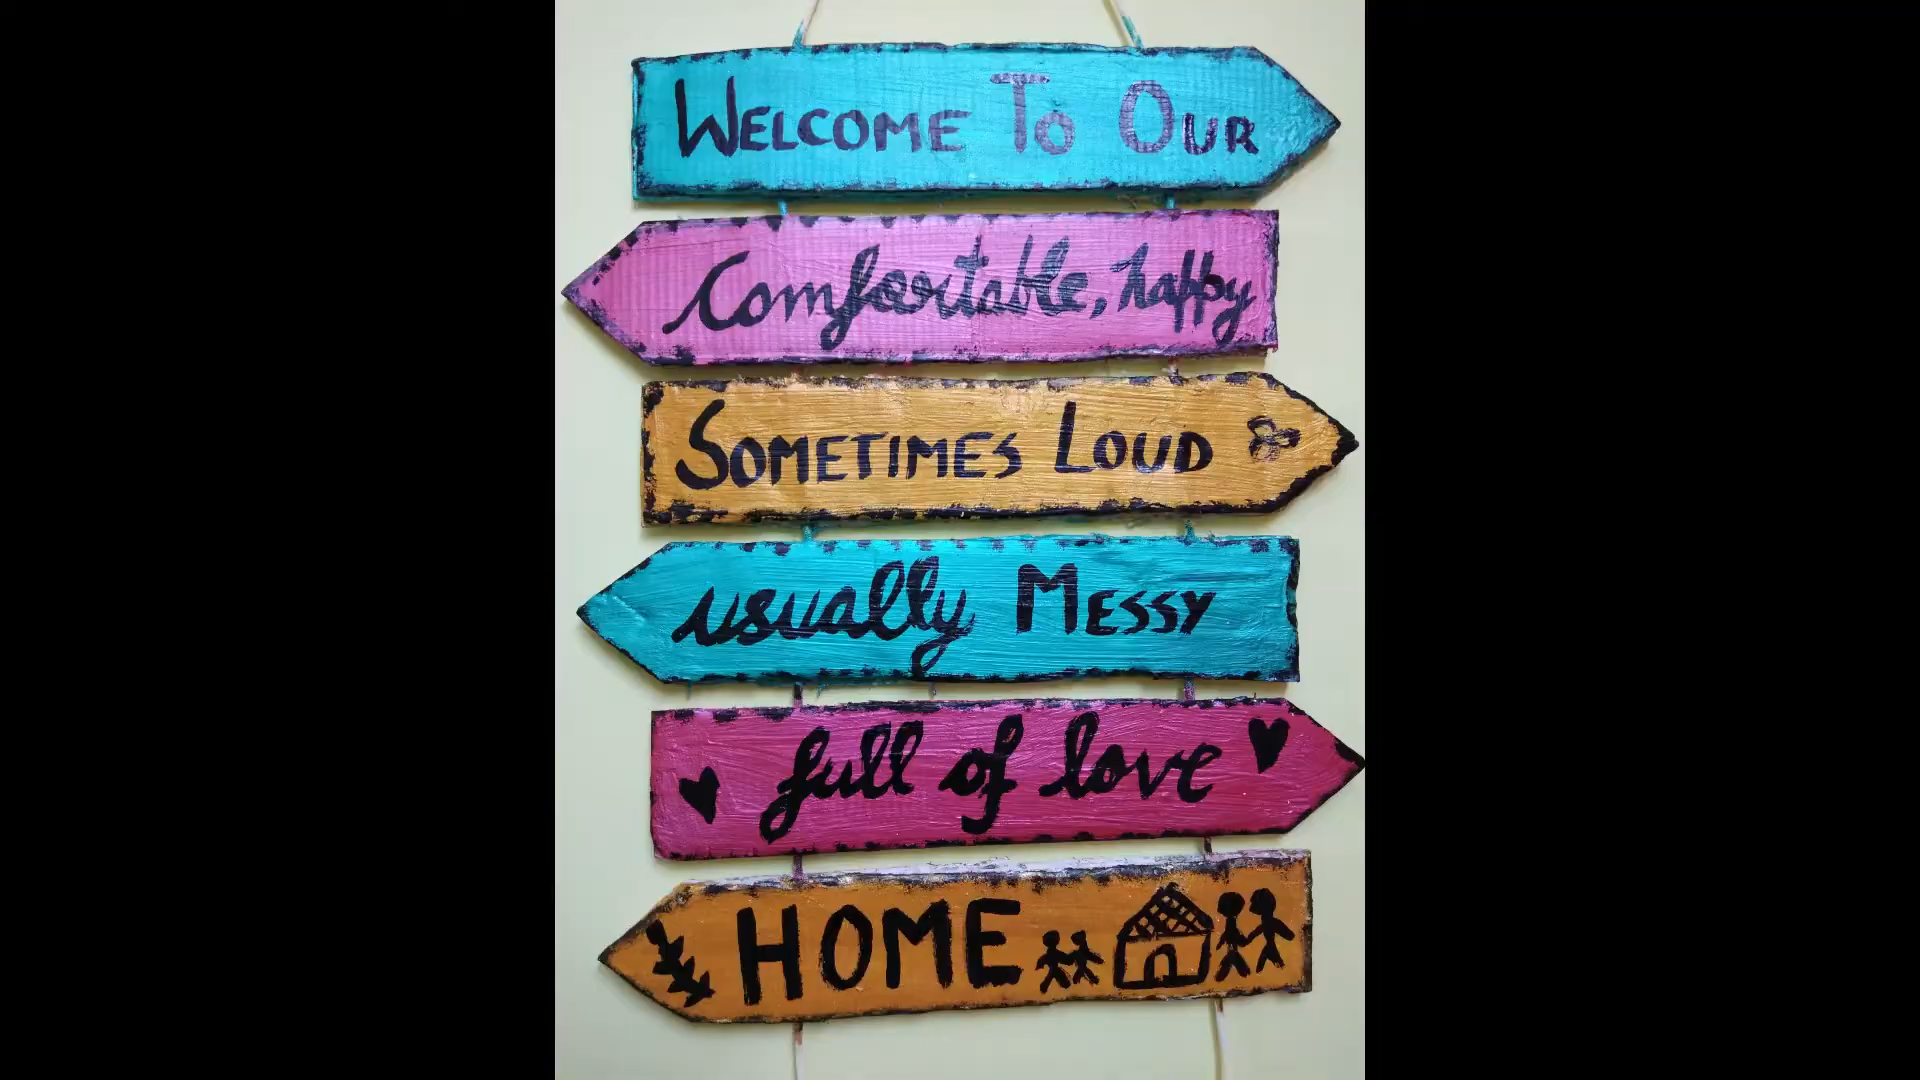 WELCOME TO OUR
Comfortable, happy
SOMETIMES LOUD
usually MESSY
full of love
HOME